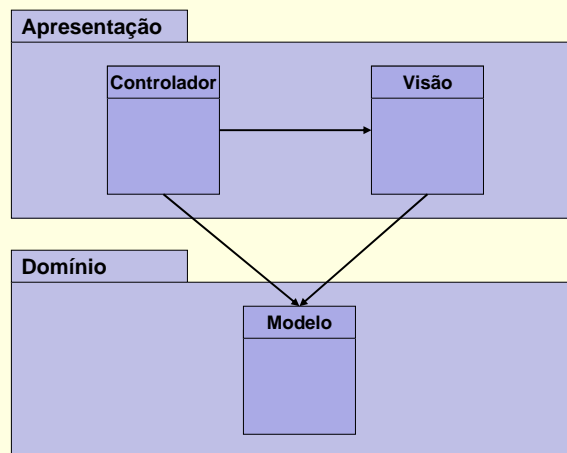 Apresentação
Controlador
Visão
Domínio
Modelo